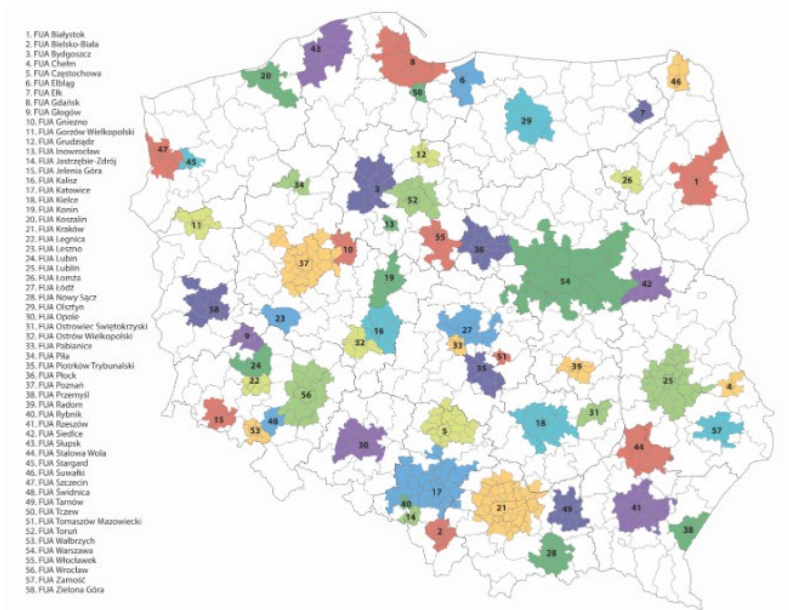 1. FUA Białystok
2. FUA Bielsko-Biała
3. FUA Bydgoszcz
4. FUA Chełm
5. FUA Częstochowa
6. FUA Elbląg
7. FUA Ełk
8. FUA Gdańsk
9. FUA Głogów
10. FUA Gniezno
11. FUA Gorzów Wielkopolski
12. FUA Grudziądz
13. FUA Inowrocław
14. FUA Jastrzębie-Zdrój
15. FUA Jelenia Góra
16. FUA Kalisz
17. FUA Katowice
18. FUA Kielce
19. FUA Konin
20. FUA Koszalin
21. FUA Kraków
22. FUA Legnica
23. FUA Leszno
24. FUA Lubin
25. FUA Lublin
26. FUA Łomża
27. FUA Łódź
28. FUA Nowy Sącz
29. FUA Olsztyn
30. FUA Opole
31. FUA Ostrowiec Świętokrzyski
32. FUA Ostrów Wielkopolski
33. FUA Pabianice
34. FUA Piła
35. FUA Piotrków Trybunalski
36. FUA Płock
37. FUA Poznań
38. FUA Przemyśl
39. FUA Radom
40. FUA Rybnik
41. FUA Rzeszów
42. FUA Siedlce
43. FUA Słupsk
44. FUA Stalowa Wola
45. FUA Stargard
46. FUA Suwałki
47. FUA Szczecin
48. FUA Świdnica
49. FUA Tarnów
50. FUA Tczew
51. FUA Tomaszów Mazowiecki
52. FUA Toruń
53. FUA Wałbrzych
54. FUA Warszawa
55. FUA Włocławek
56. FUA Wrocław
57. FUA Zamość
58. FUA Zielona Góra
43
8
20
6
50
46
7
29
47
45
12
34
3
26
1
52
11
13
55
36
10
37
54
19
42
58
23
16
27
32
33
9
51
35
24
39
22
25
4
56
15
48
53
5
31
18
57
30
44
17
40
14
21
49
41
2
38
28